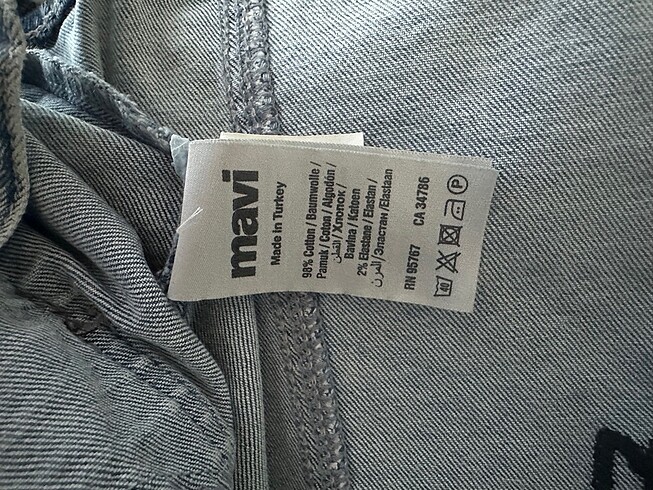 mavi
Made in Turkey
98% Cotton / Baumwolle /
Pamuk / Coton / Algodón /
القطن / Хлопок /
Bavlna / Katoen
2% Elastane / Elastan /
المرن / Эластан /Elastaan
RN 95767 CA 34786
P